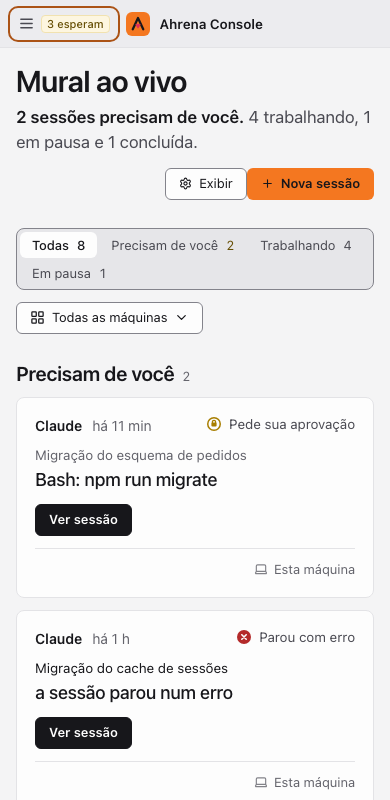 3 esperam
Ahrena Console
Mural ao vivo
2 sessões precisam de você. 4 trabalhando, 1
em pausa e 1 concluída.
Exibir
+ Nova sessão
Todas 8 Precisam de você 2 Trabalhando 4
Em pausa 1
Todas as máquinas
Precisam de você 2
Claude há 11 min Pede sua aprovação
Migração do esquema de pedidos
Bash: npm run migrate
Ver sessão
Esta máquina
Claude há 1 h Parou com erro
Migração do cache de sessões
a sessão parou num erro
Ver sessão
Esta máquina